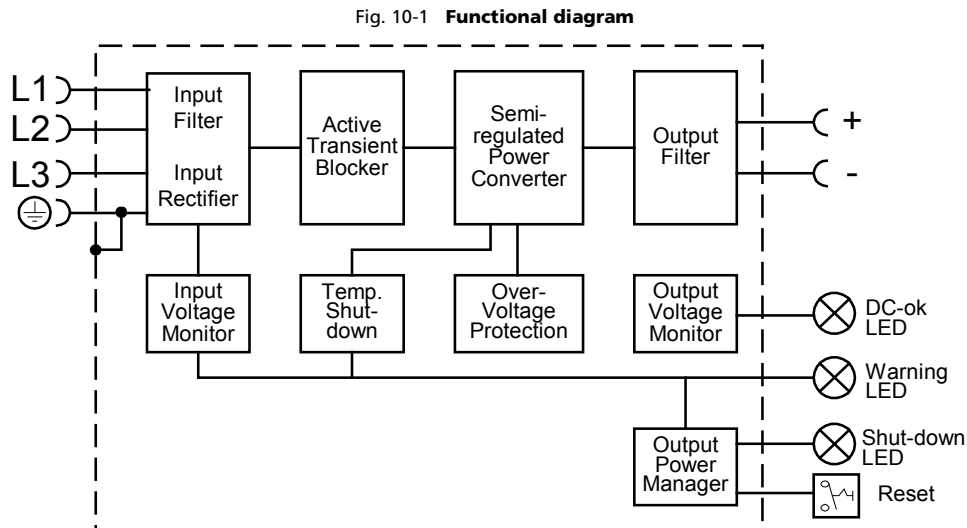 Fig. 10-1 Functional diagram
L1
L2
L3
Input
Filter
Input
Rectifier
Active
Transient
Blocker
Semi-
regulated
Power
Converter
Output
Filter
+
-
Input
Voltage
Monitor
Temp.
Shut-
down
Over-
Voltage
Protection
Output
Voltage
Monitor
DC-ok
LED
Warning
LED
Output
Power
Manager
Shut-down
LED
Reset